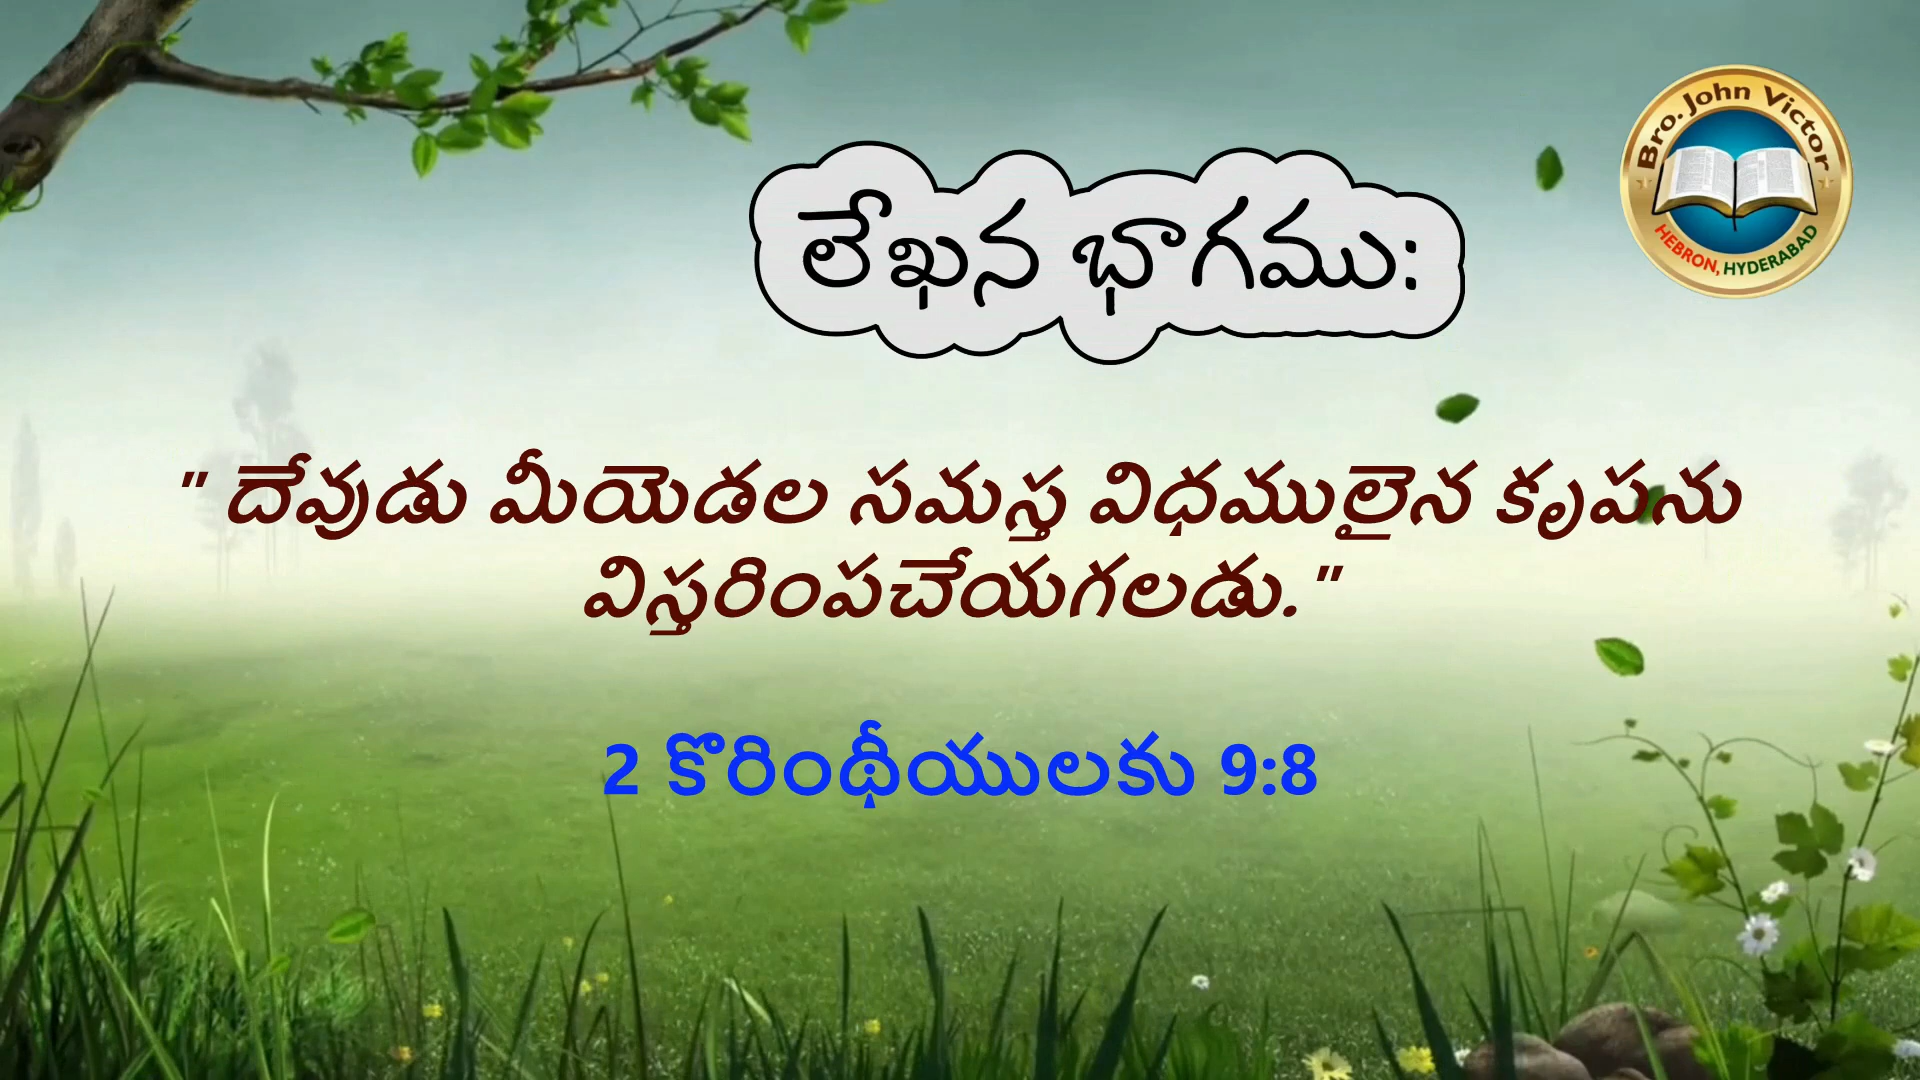 Bro. John Victor
HEBRON, HYDERABAD
లేఖన భాగము:
" దేవుడు మీయెడల సమస్త విధములైన కృపను
విస్తరింపచేయగలడు."
2 కొరింథీయులకు 9:8